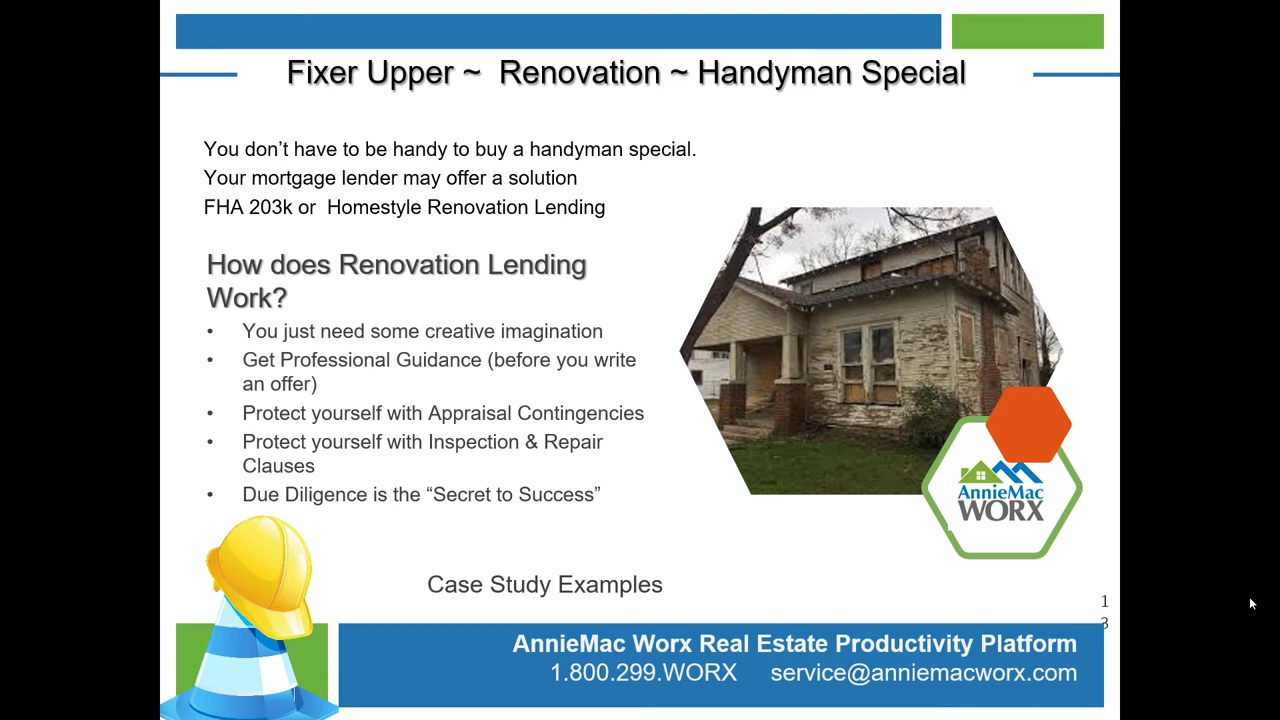 Fixer Upper ~ Renovation ~ Handyman Special
You don’t have to be handy to buy a handyman special.
Your mortgage lender may offer a solution
FHA 203k or Homestyle Renovation Lending
How does Renovation Lending
Work?
• You just need some creative imagination
• Get Professional Guidance (before you write
an offer)
• Protect yourself with Appraisal Contingencies
• Protect yourself with Inspection & Repair
Clauses
• Due Diligence is the “Secret to Success”
AnnieMac
WORX
Case Study Examples
1
3
AnnieMac Worx Real Estate Productivity Platform
1.800.299.WORX service@anniemacworx.com